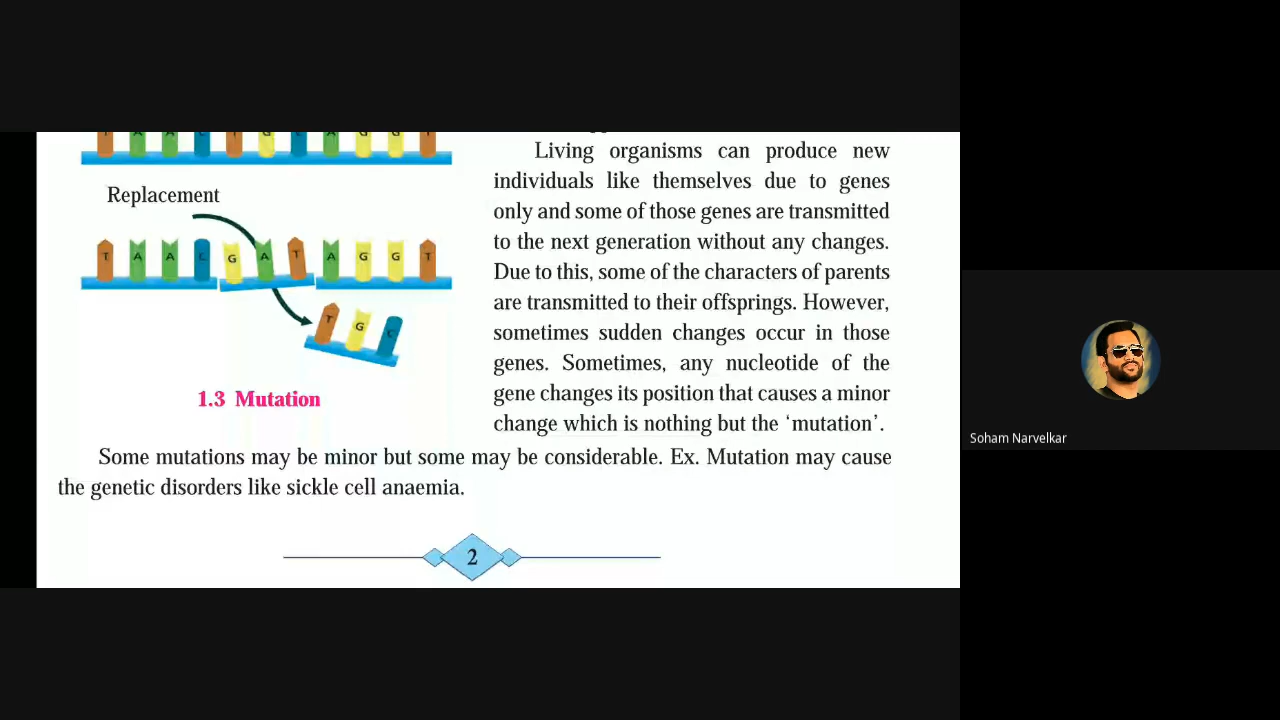 T A A C T G C A G G T
Replacement
T A A C G A T A G G T
T G C
1.3 Mutation
Living organisms can produce new
individuals like themselves due to genes
only and some of those genes are transmitted
to the next generation without any changes.
Due to this, some of the characters of parents
are transmitted to their offsprings. However,
sometimes sudden changes occur in those
genes. Sometimes, any nucleotide of the
gene changes its position that causes a minor
change which is nothing but the ‘mutation’.
Some mutations may be minor but some may be considerable. Ex. Mutation may cause
the genetic disorders like sickle cell anaemia.
2
Soham Narvelkar